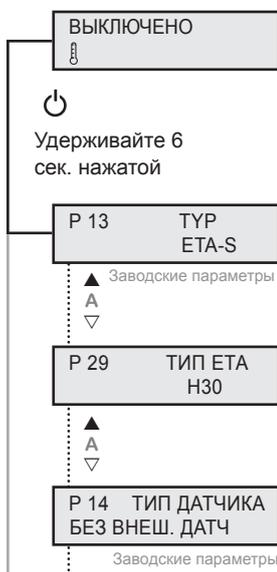 ВЫКЛЮЧЕНО
Удерживайте 6
сек. нажатой
P 13 TYP
ETA-S
Заводские параметры
A
P 29 ТИП ETA
H30
A
P 14 ТИП ДАТЧИКА
БЕЗ ВНЕШ. ДАТЧ
Заводские параметры